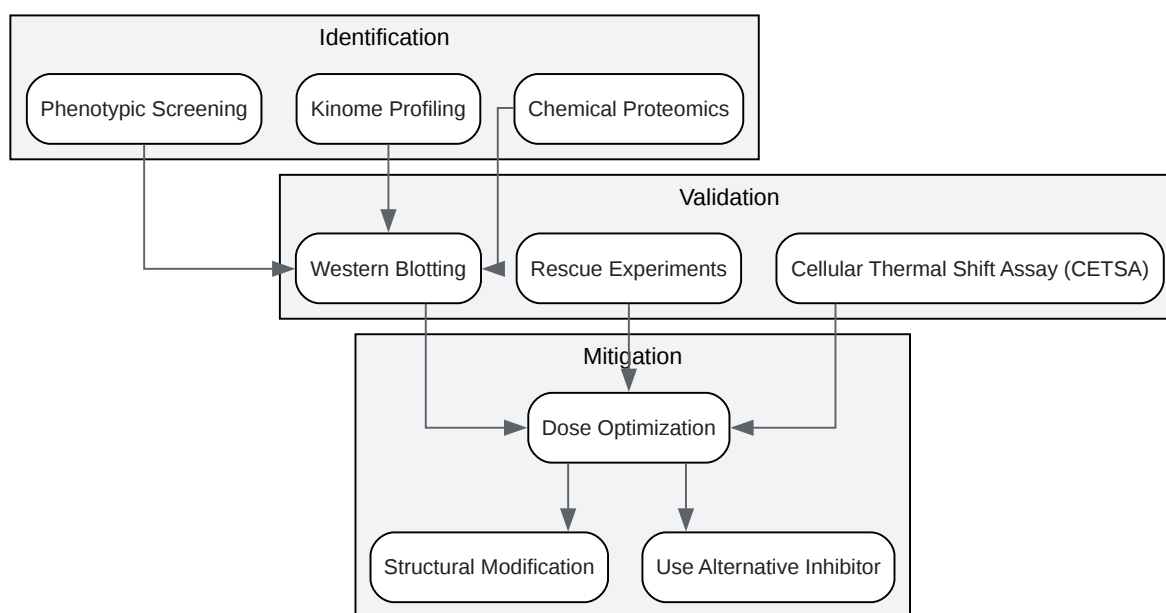 Identification
Phenotypic Screening
Kinome Profiling
Chemical Proteomics
Validation
Western Blotting
Rescue Experiments
Cellular Thermal Shift Assay (CETSA)
Mitigation
Dose Optimization
Structural Modification
Use Alternative Inhibitor